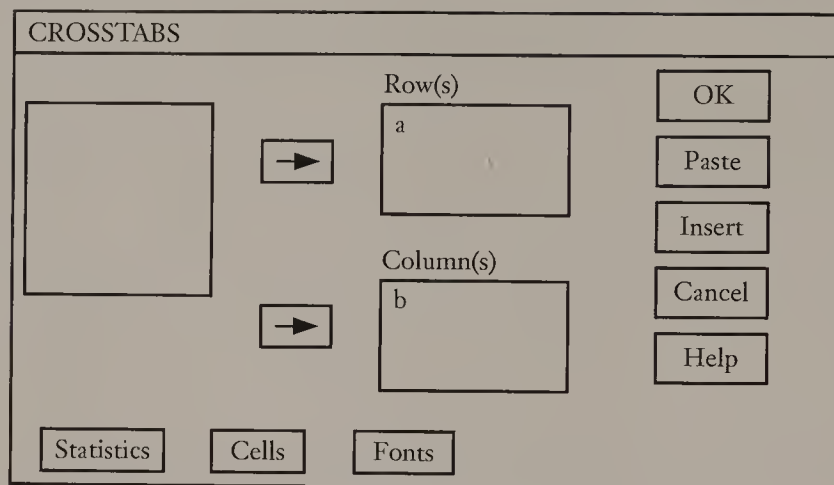 CROSSTABS
Row(s)
a
OK
Paste
Insert
Column(s)
b
Cancel
Help
Statistics
Cells
Fonts